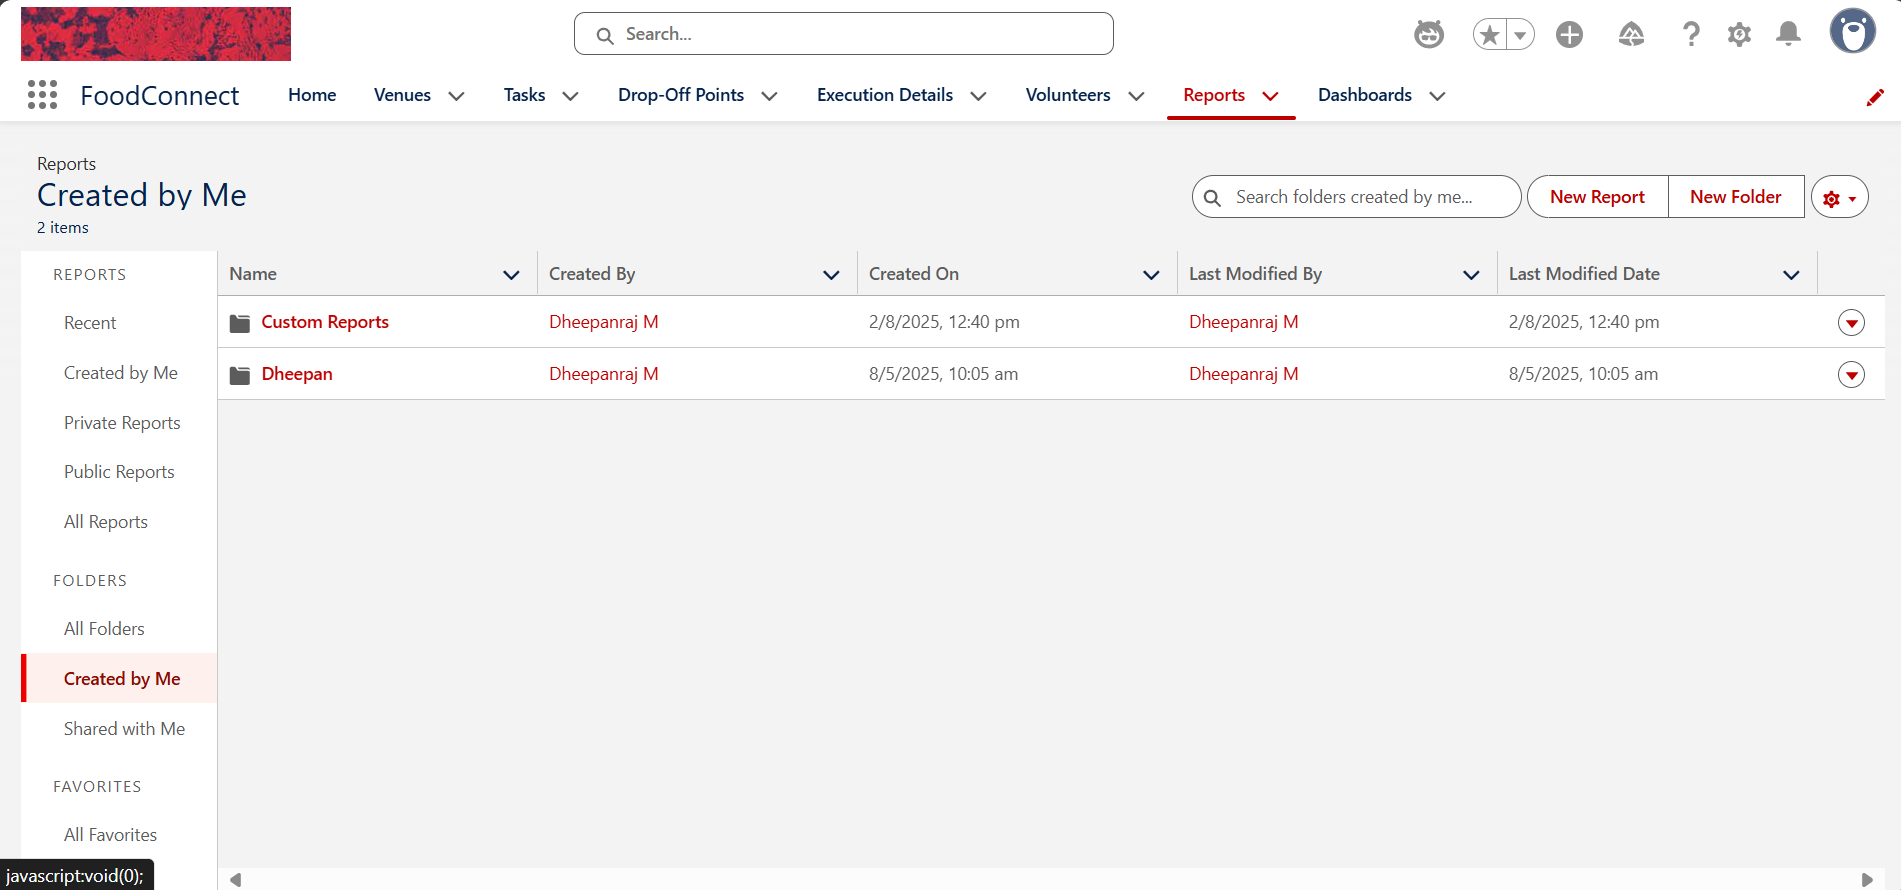 Search...
FoodConnect Home Venues Tasks Drop-Off Points Execution Details Volunteers Reports Dashboards
Reports
Created by Me
2 items
Search folders created by me... New Report New Folder
REPORTS
Recent
Created by Me
Private Reports
Public Reports
All Reports
FOLDERS
All Folders
Created by Me
Shared with Me
FAVORITES
All Favorites
Name Created By Created On Last Modified By Last Modified Date
Custom Reports Dheepanraj M 2/8/2025, 12:40 pm Dheepanraj M 2/8/2025, 12:40 pm
Dheepan Dheepanraj M 8/5/2025, 10:05 am Dheepanraj M 8/5/2025, 10:05 am
javascript:void(0);